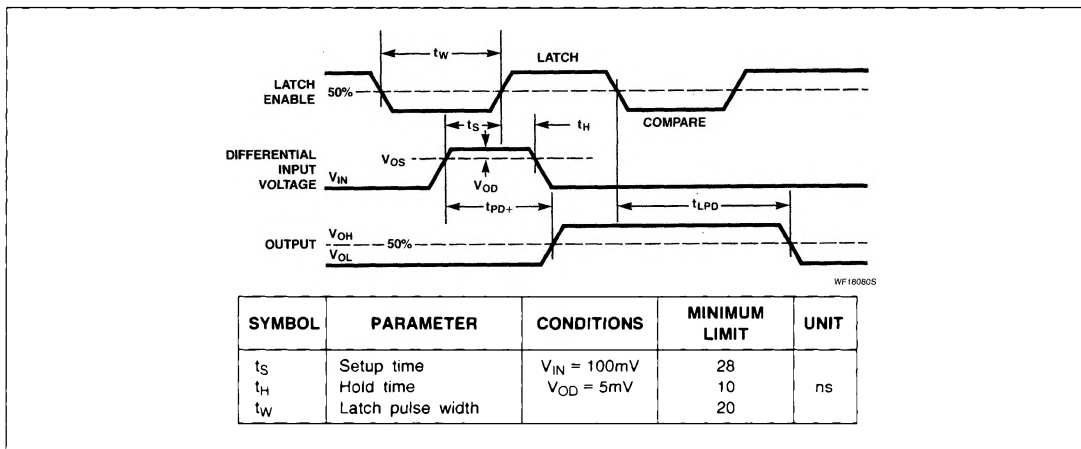 tW
LATCH
LATCH
ENABLE
50%
tS
tH
COMPARE
DIFFERENTIAL
INPUT
VOLTAGE
VOS
VIN
VOD
tPD+
tLPD
OUTPUT
VOH
50%
VOL
WF18080S
SYMBOL PARAMETER CONDITIONS MINIMUM LIMIT UNIT
tS Setup time VIN = 100mV 28
tH Hold time VOD = 5mV 10 ns
tW Latch pulse width 20